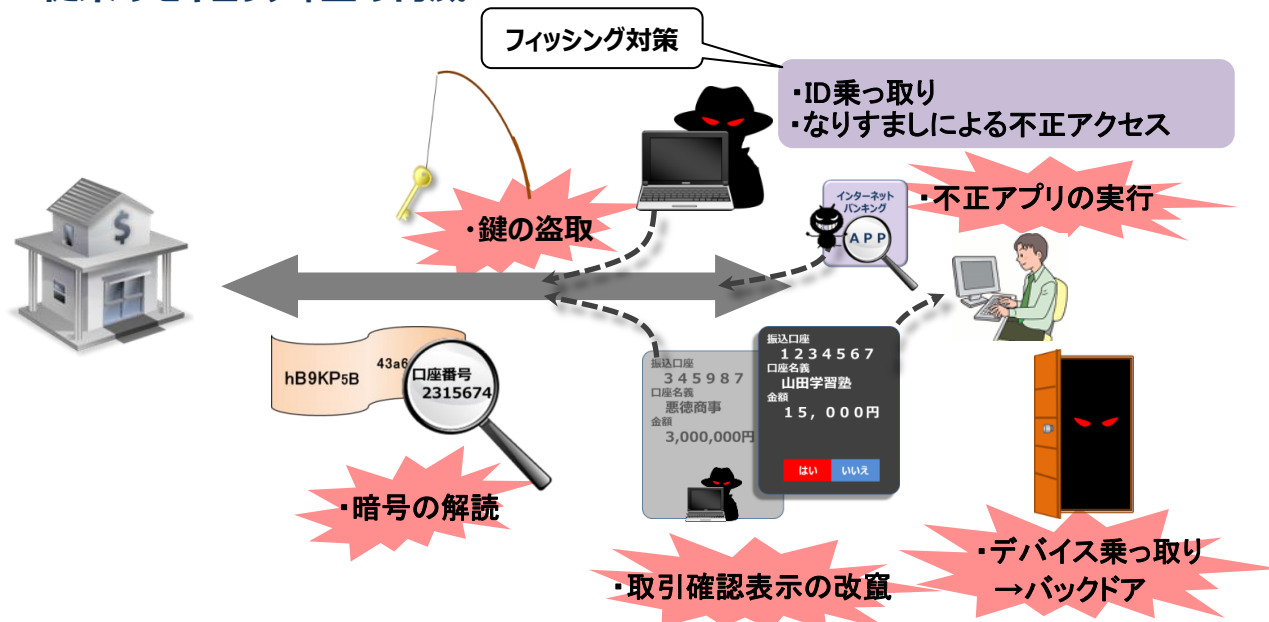 フィッシング対策
・ID乗っ取り
・なりすましによる不正アクセス
・鍵の盗取
インターネット
バンキング
APP
・不正アプリの実行
hB9KP5B
43a6
口座番号
2315674
・暗号の解読
振込口座
345987
口座名義
悪徳商事
金額
3,000,000円
振込口座
1234567
口座名義
山田学習塾
金額
15,000円
はい
いいえ
・取引確認表示の改竄
・デバイス乗っ取り
→バックドア